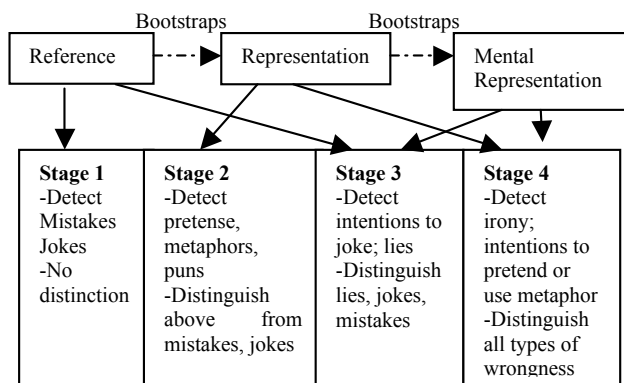 Bootstraps
Bootstraps
Reference
Representation
Mental
Representation
Stage 1
-Detect
Mistakes
Jokes
-No
distinction
Stage 2
-Detect
pretense,
metaphors,
puns
-Distinguish
above from
mistakes, jokes
Stage 3
-Detect
intentions to
joke; lies
-Distinguish
lies, jokes,
mistakes
Stage 4
-Detect
irony;
intentions to
pretend or
use metaphor
-Distinguish
all types of
wrongness